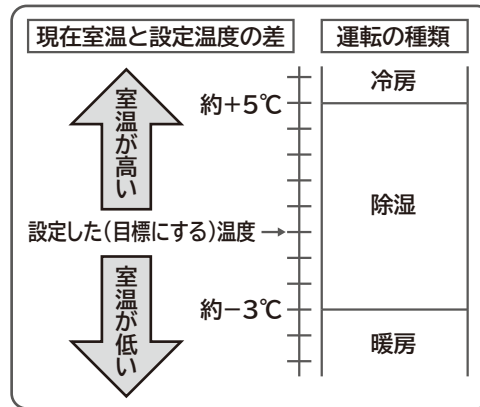 現在室温と設定温度の差
運転の種類
室温が高い
約+5℃
冷房
除湿
設定した(目標にする)温度→
室温が低い
約−3℃
暖房